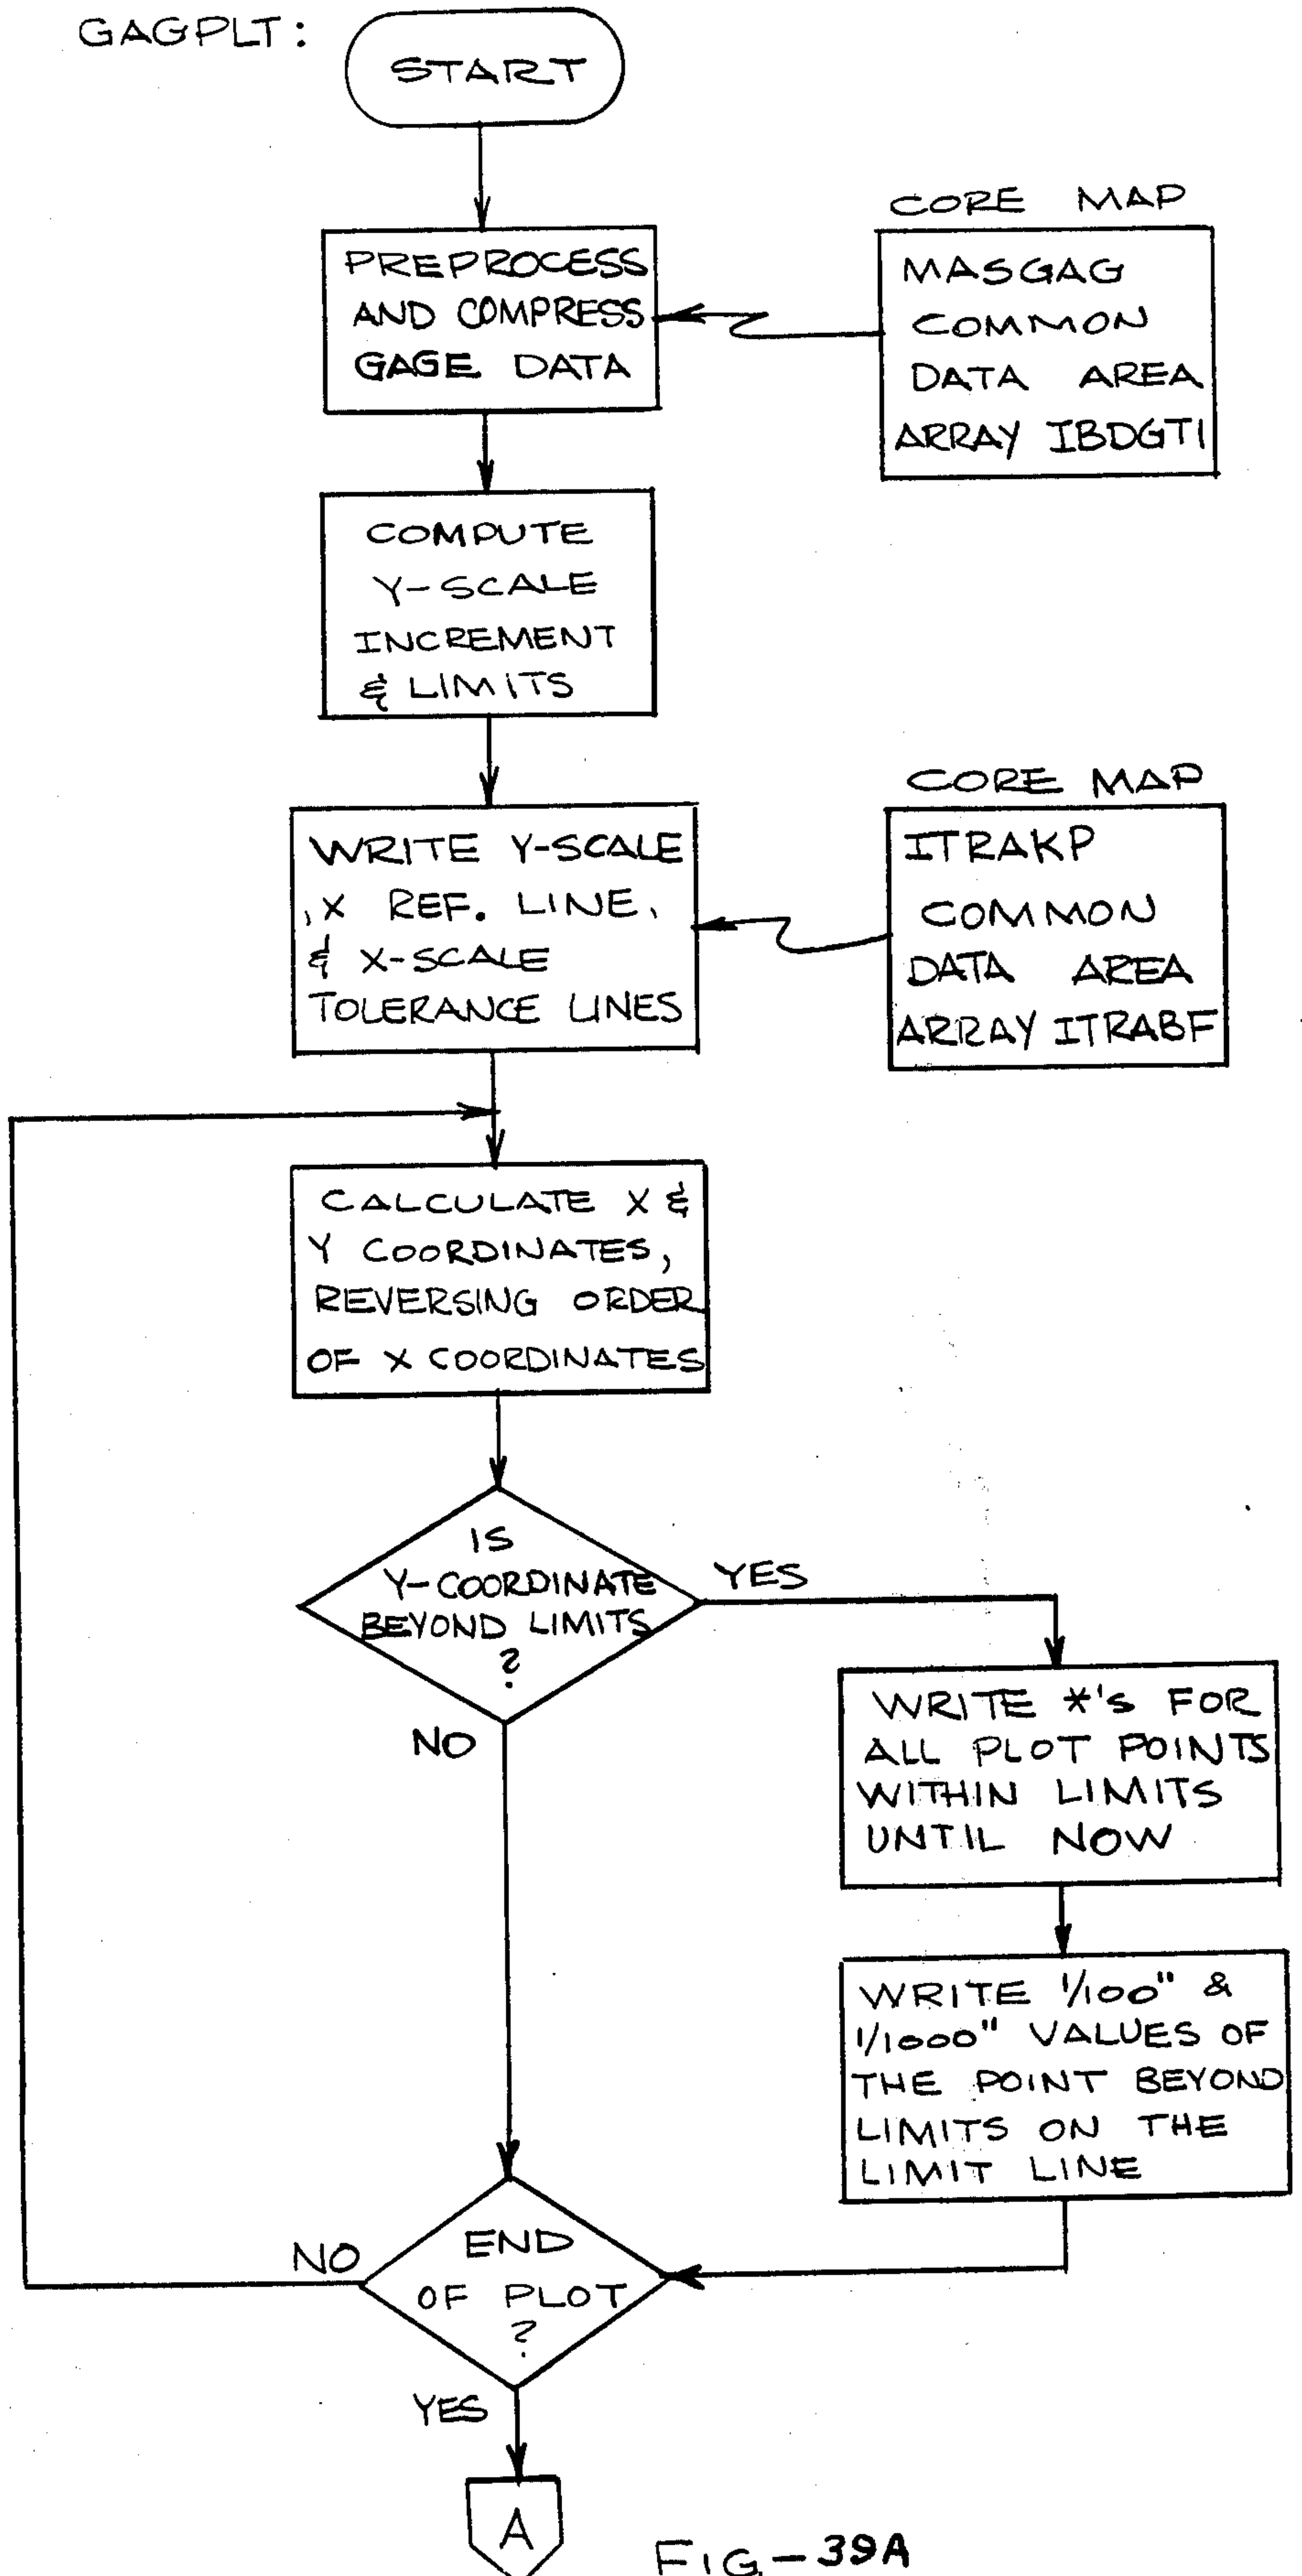 GAGPLT:
START
PREPROCESS
AND COMPRESS
GAGE DATA
CORE MAP
MASGAG
COMMON
DATA AREA
ARRAY IBDGT1
COMPUTE
Y-SCALE
INCREMENT
& LIMITS
WRITE Y-SCALE
, X REF. LINE,
& X-SCALE
TOLERANCE LINES
CORE MAP
ITRAKP
COMMON
DATA AREA
ARRAY ITRABF
CALCULATE X &
Y COORDINATES,
REVERSING ORDER
OF X COORDINATES
IS
Y-COORDINATE
BEYOND LIMITS
?
YES
NO
WRITE *'s FOR
ALL PLOT POINTS
WITHIN LIMITS
UNTIL NOW
WRITE 1/100" &
1/1000" VALUES OF
THE POINT BEYOND
LIMITS ON THE
LIMIT LINE
END
OF PLOT
?
NO
YES
A
FIG-39A